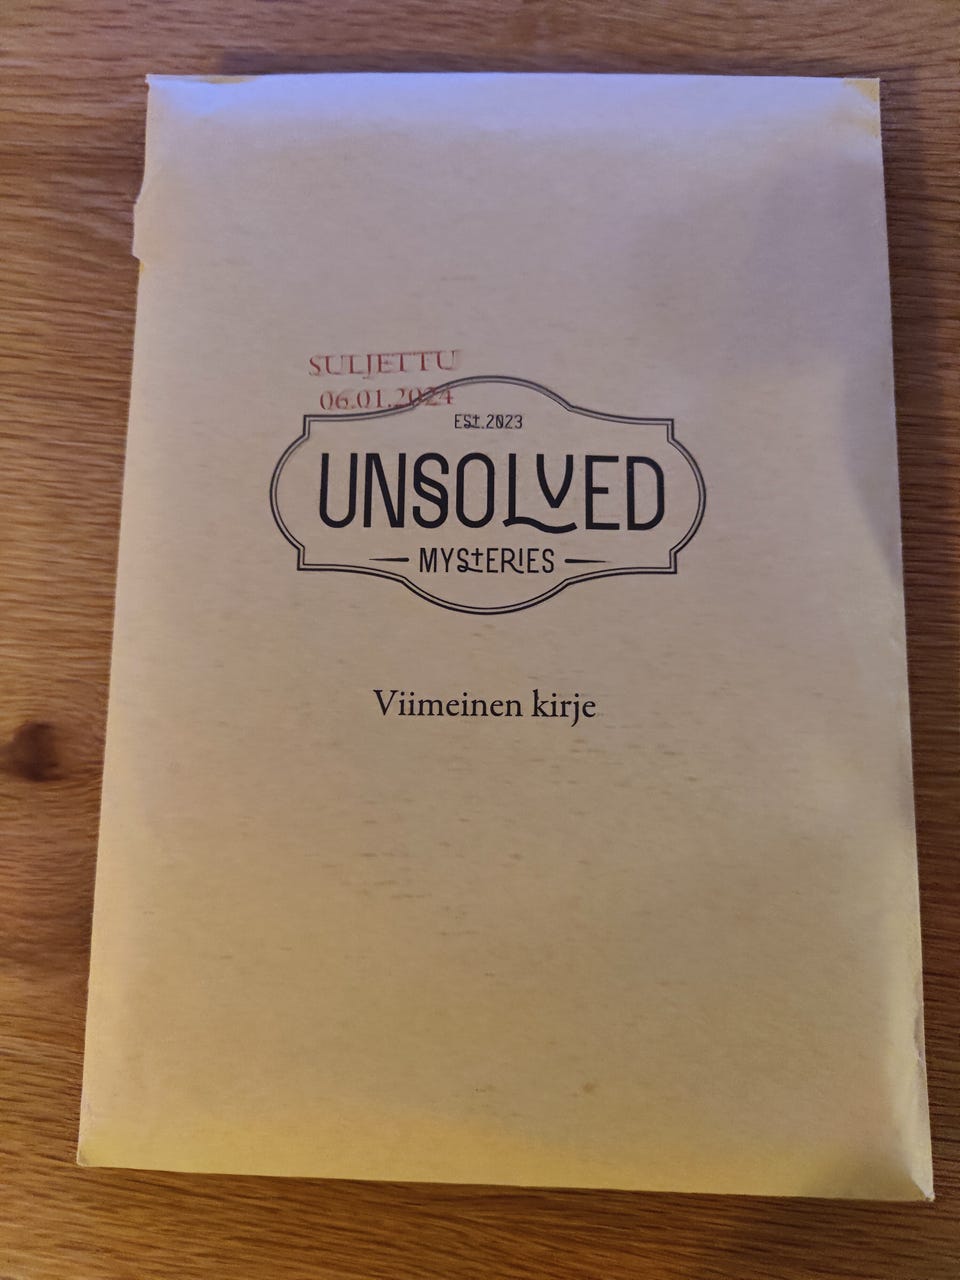 SULJETTU
06.01.2024
EST.2023
UNSOLVED
MYSTERIES
Viimeinen kirje